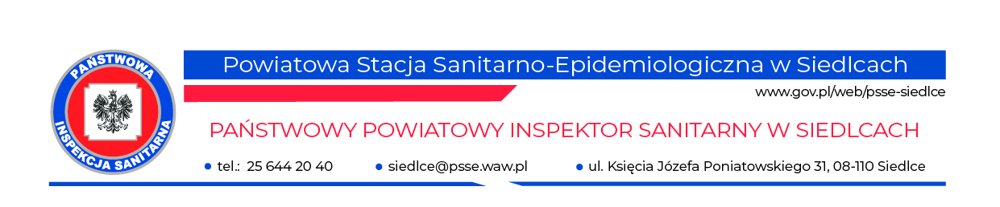 PAŃSTWOWA
INSPEKCJA SANITARNA
Powiatowa Stacja Sanitarno-Epidemiologiczna w Siedlcach
www.gov.pl/web/psse-siedlce
PAŃSTWOWY POWIATOWY INSPEKTOR SANITARNY W SIEDLCACH
tel.: 25 644 20 40 siedlce@psse.waw.pl ul. Księcia Józefa Poniatowskiego 31, 08-110 Siedlce